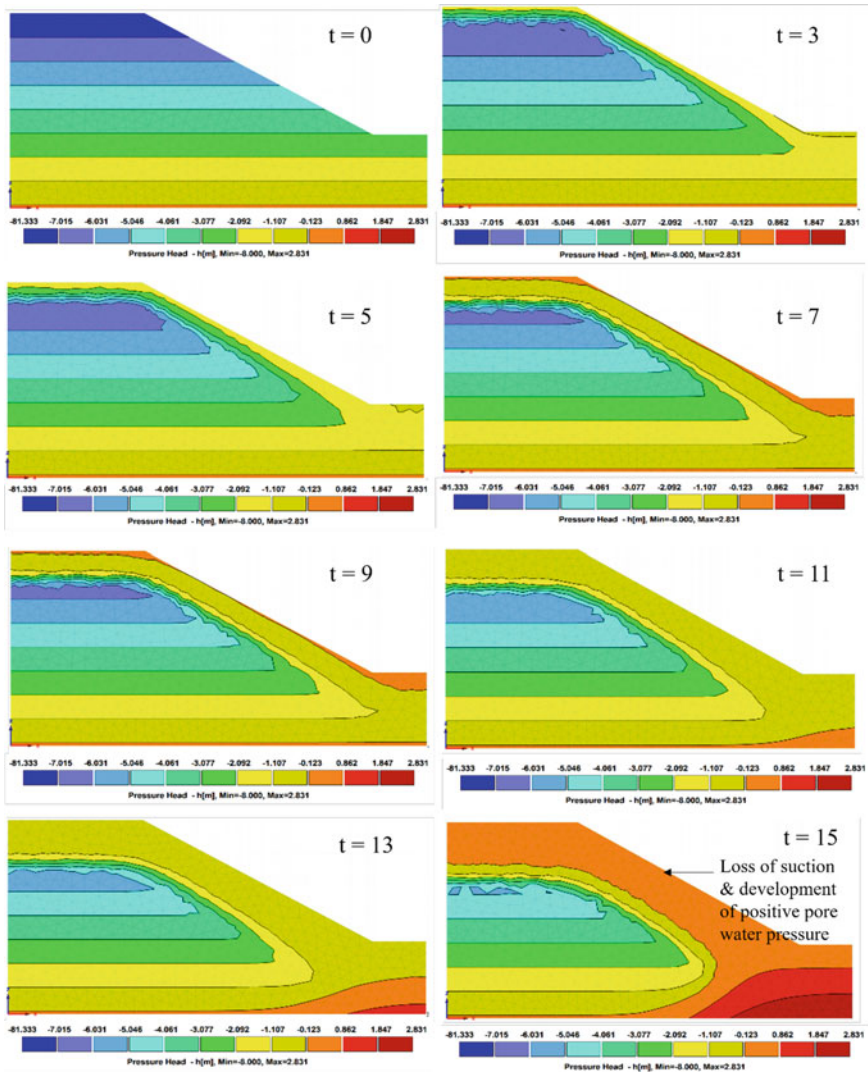 t = 0
-81.333 -7.015 -6.031 -5.046 -4.061 -3.077 -2.092 -1.107 -0.123 0.862 1.847 2.831
Pressure Head - h[m], Min=-8.000, Max=2.831
t = 3
-81.333 -7.015 -6.031 -5.046 -4.061 -3.077 -2.092 -1.107 -0.123 0.862 1.847 2.831
Pressure Head - h[m], Min=-8.000, Max=2.831
t = 5
-81.333 -7.015 -6.031 -5.046 -4.061 -3.077 -2.092 -1.107 -0.123 0.862 1.847 2.831
Pressure Head - h[m], Min=-8.000, Max=2.831
t = 7
-81.333 -7.015 -6.031 -5.046 -4.061 -3.077 -2.092 -1.107 -0.123 0.862 1.847 2.831
Pressure Head - h[m], Min=-8.000, Max=2.831
t = 9
-81.333 -7.015 -6.031 -5.046 -4.061 -3.077 -2.092 -1.107 -0.123 0.862 1.847 2.831
Pressure Head - h[m], Min=-8.000, Max=2.831
t = 11
-81.333 -7.015 -6.031 -5.046 -4.061 -3.077 -2.092 -1.107 -0.123 0.862 1.847 2.831
Pressure Head - h[m], Min=-8.000, Max=2.831
t = 13
-81.333 -7.015 -6.031 -5.046 -4.061 -3.077 -2.092 -1.107 -0.123 0.862 1.847 2.831
Pressure Head - h[m], Min=-8.000, Max=2.831
t = 15
Loss of suction
& development
of positive pore
water pressure
-81.333 -7.015 -6.031 -5.046 -4.061 -3.077 -2.092 -1.107 -0.123 0.862 1.847 2.831
Pressure Head - h[m], Min=-8.000, Max=2.831